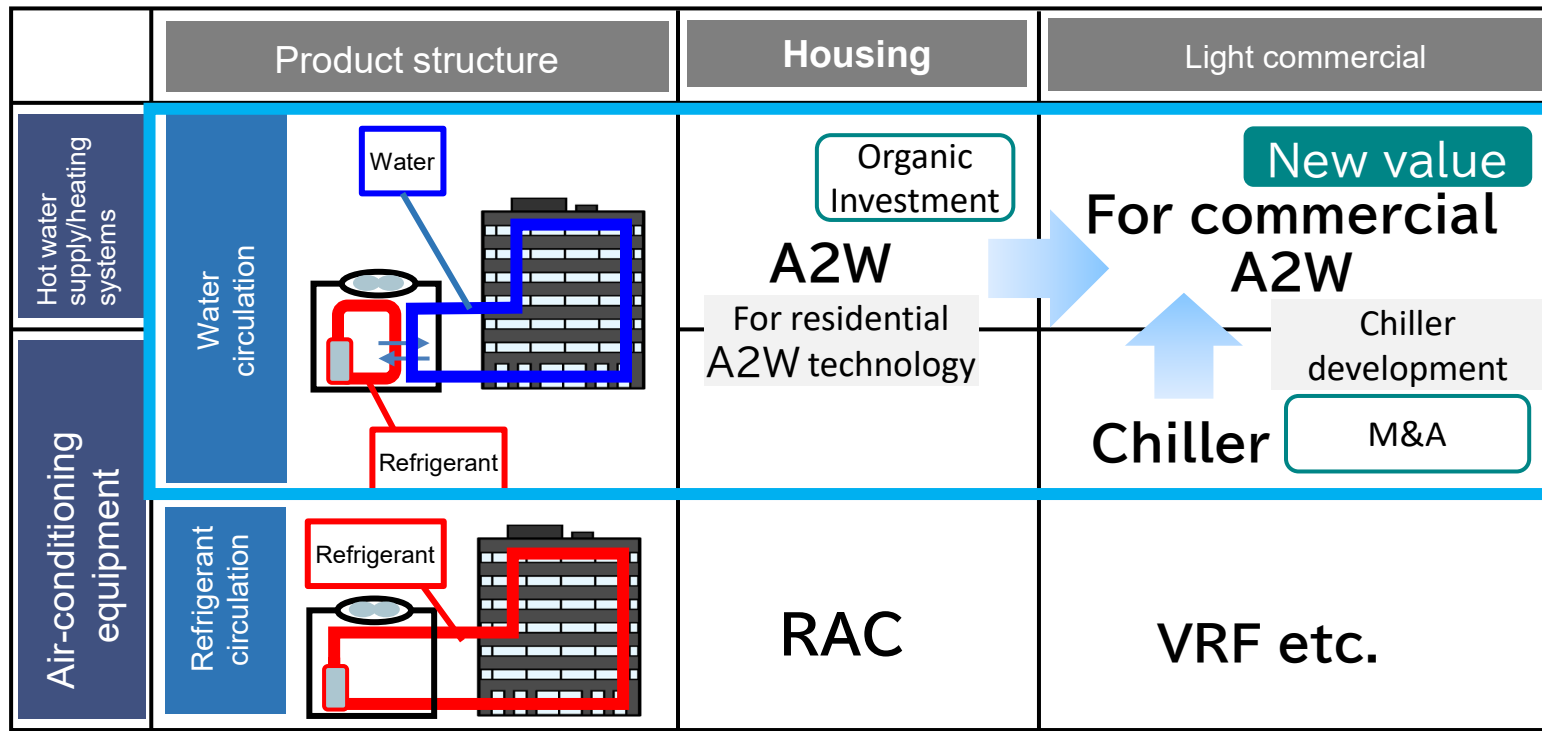 Product structure
Housing
Light commercial
Hot water
supply/heating
systems
Water
circulation
Water
Refrigerant
Organic
Investment
A2W
For residential
A2W technology
New value
For commercial
A2W
Chiller
development
Chiller
M&A
Air-conditioning
equipment
Refrigerant
circulation
Refrigerant
RAC
VRF etc.